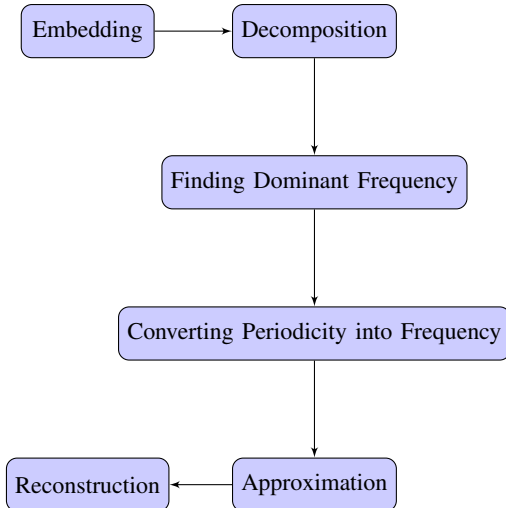 Embedding
Decomposition
Finding Dominant Frequency
Converting Periodicity into Frequency
Reconstruction
Approximation